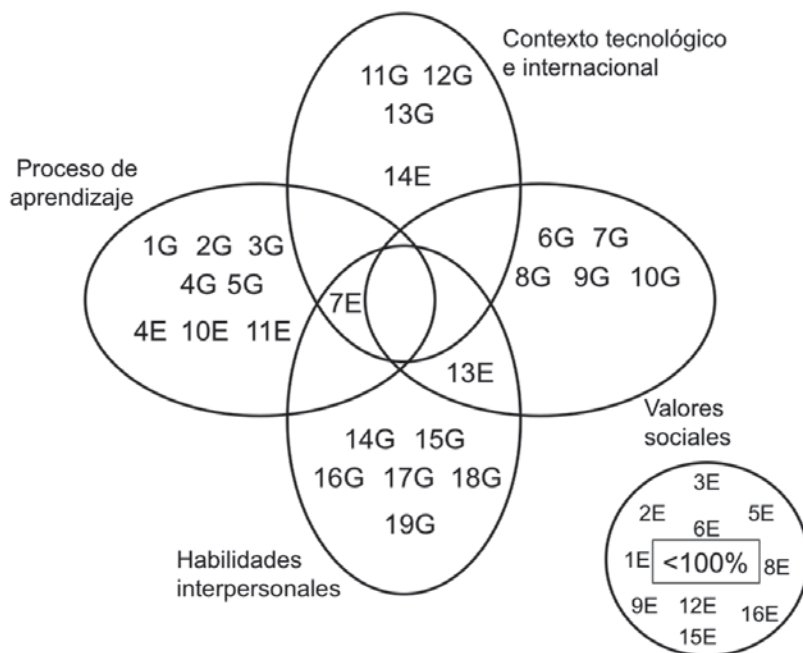 Contexto tecnológico
e internacional
11G 12G
13G
14E
Proceso de
aprendizaje
1G 2G 3G
4G 5G
4E 10E 11E
7E
6G 7G
8G 9G 10G
13E
Valores
sociales
14G 15G
16G 17G 18G
19G
Habilidades
interpersonales
3E
2E 5E
6E
1E <100% 8E
9E 12E 16E
15E